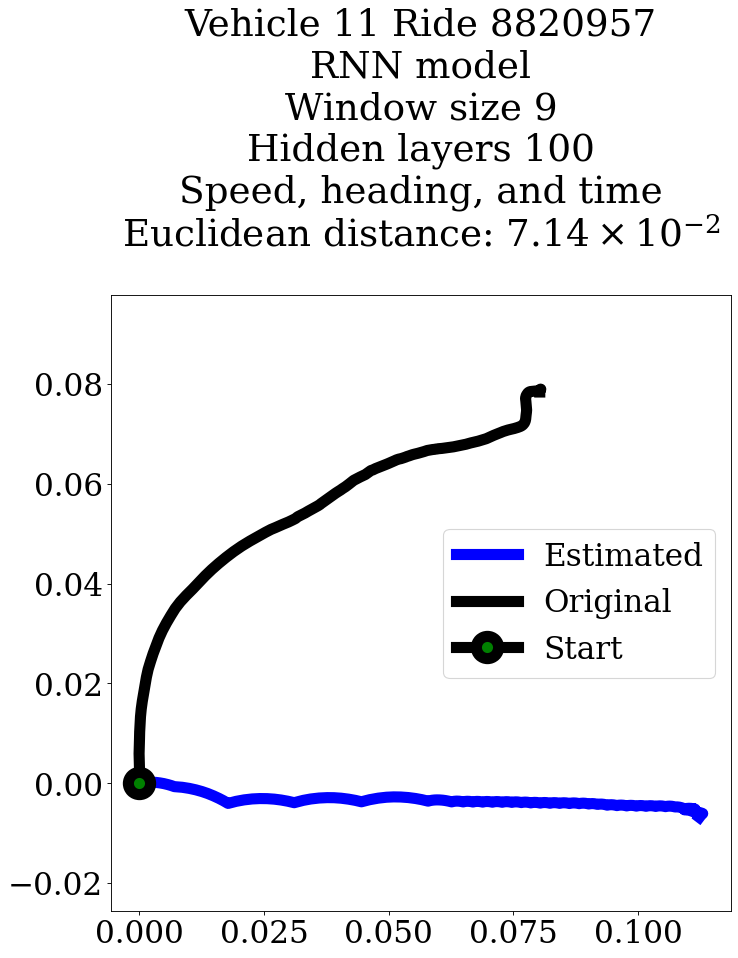 Vehicle 11 Ride 8820957
RNN model
Window size 9
Hidden layers 100
Speed, heading, and time
Euclidean distance: 7.14 × 10⁻²
0.08
0.06
0.04
0.02
0.00
−0.02
Estimated
Original
Start
0.000 0.025 0.050 0.075 0.100